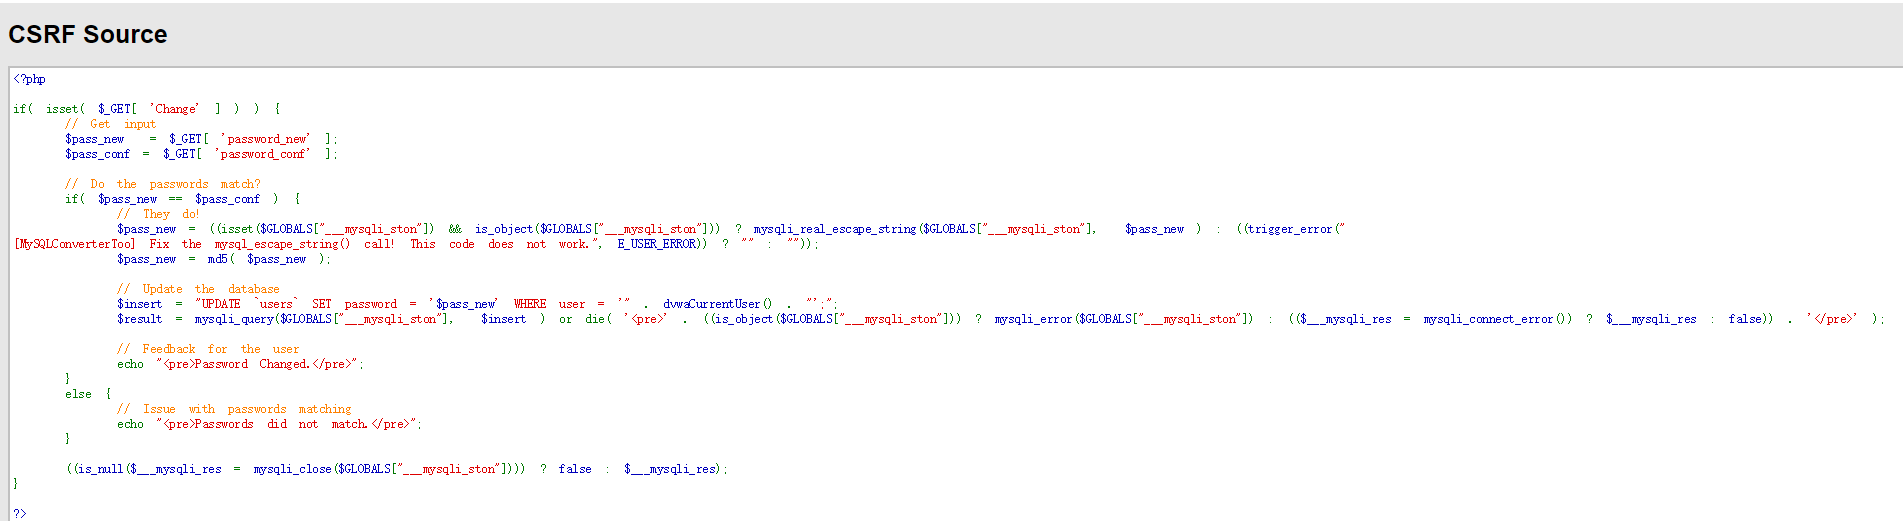 CSRF Source
<?php
if( isset( $_GET[ 'Change' ] ) ) {
// Get input
$pass_new = $_GET[ 'password_new' ];
$pass_conf = $_GET[ 'password_conf' ];
// Do the passwords match?
if( $pass_new == $pass_conf ) {
// They do!
$pass_new = ((isset($GLOBALS["___mysqli_ston"]) && is_object($GLOBALS["___mysqli_ston"])) ? mysqli_real_escape_string($GLOBALS["___mysqli_ston"], $pass_new ) : ((trigger_error("
[MySQLConverterToo] Fix the mysql_escape_string() call! This code does not work.", E_USER_ERROR)) ? "" : ""));
$pass_new = md5( $pass_new );
// Update the database
$insert = "UPDATE `users` SET password = '$pass_new' WHERE user = '" . dvwaCurrentUser() . "';";
$result = mysqli_query($GLOBALS["___mysqli_ston"], $insert ) or die( '<pre>' . ((is_object($GLOBALS["___mysqli_ston"])) ? mysqli_error($GLOBALS["___mysqli_ston"]) : (($___mysqli_res = mysqli_connect_error()) ? $___mysqli_res : false)) . '</pre>' );
// Feedback for the user
echo "<pre>Password Changed.</pre>";
}
else {
// Issue with passwords matching
echo "<pre>Passwords did not match.</pre>";
}
((is_null($___mysqli_res = mysqli_close($GLOBALS["___mysqli_ston"]))) ? false : $___mysqli_res);
}
?>